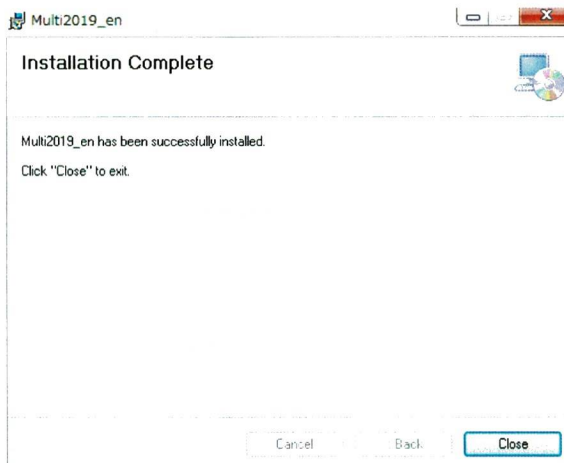 Multi2019_en
Installation Complete
Multi2019_en has been successfully installed.
Click "Close" to exit.
Cancel
Back
Close